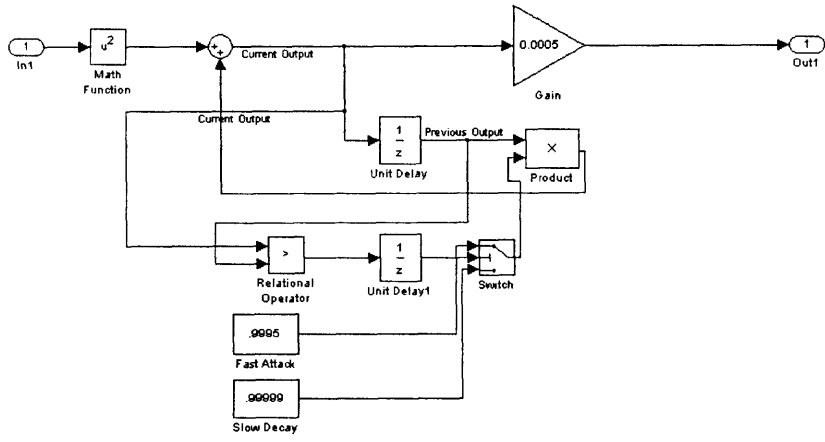 1
In1
u²
Math
Function
+
+
Current Output
0.0005
Gain
1
Out1
Current Output
1
z
Unit Delay
Previous Output
×
Product
>
Relational
Operator
1
z
Unit Delay1
Switch
.9995
Fast Attack
.99999
Slow Decay